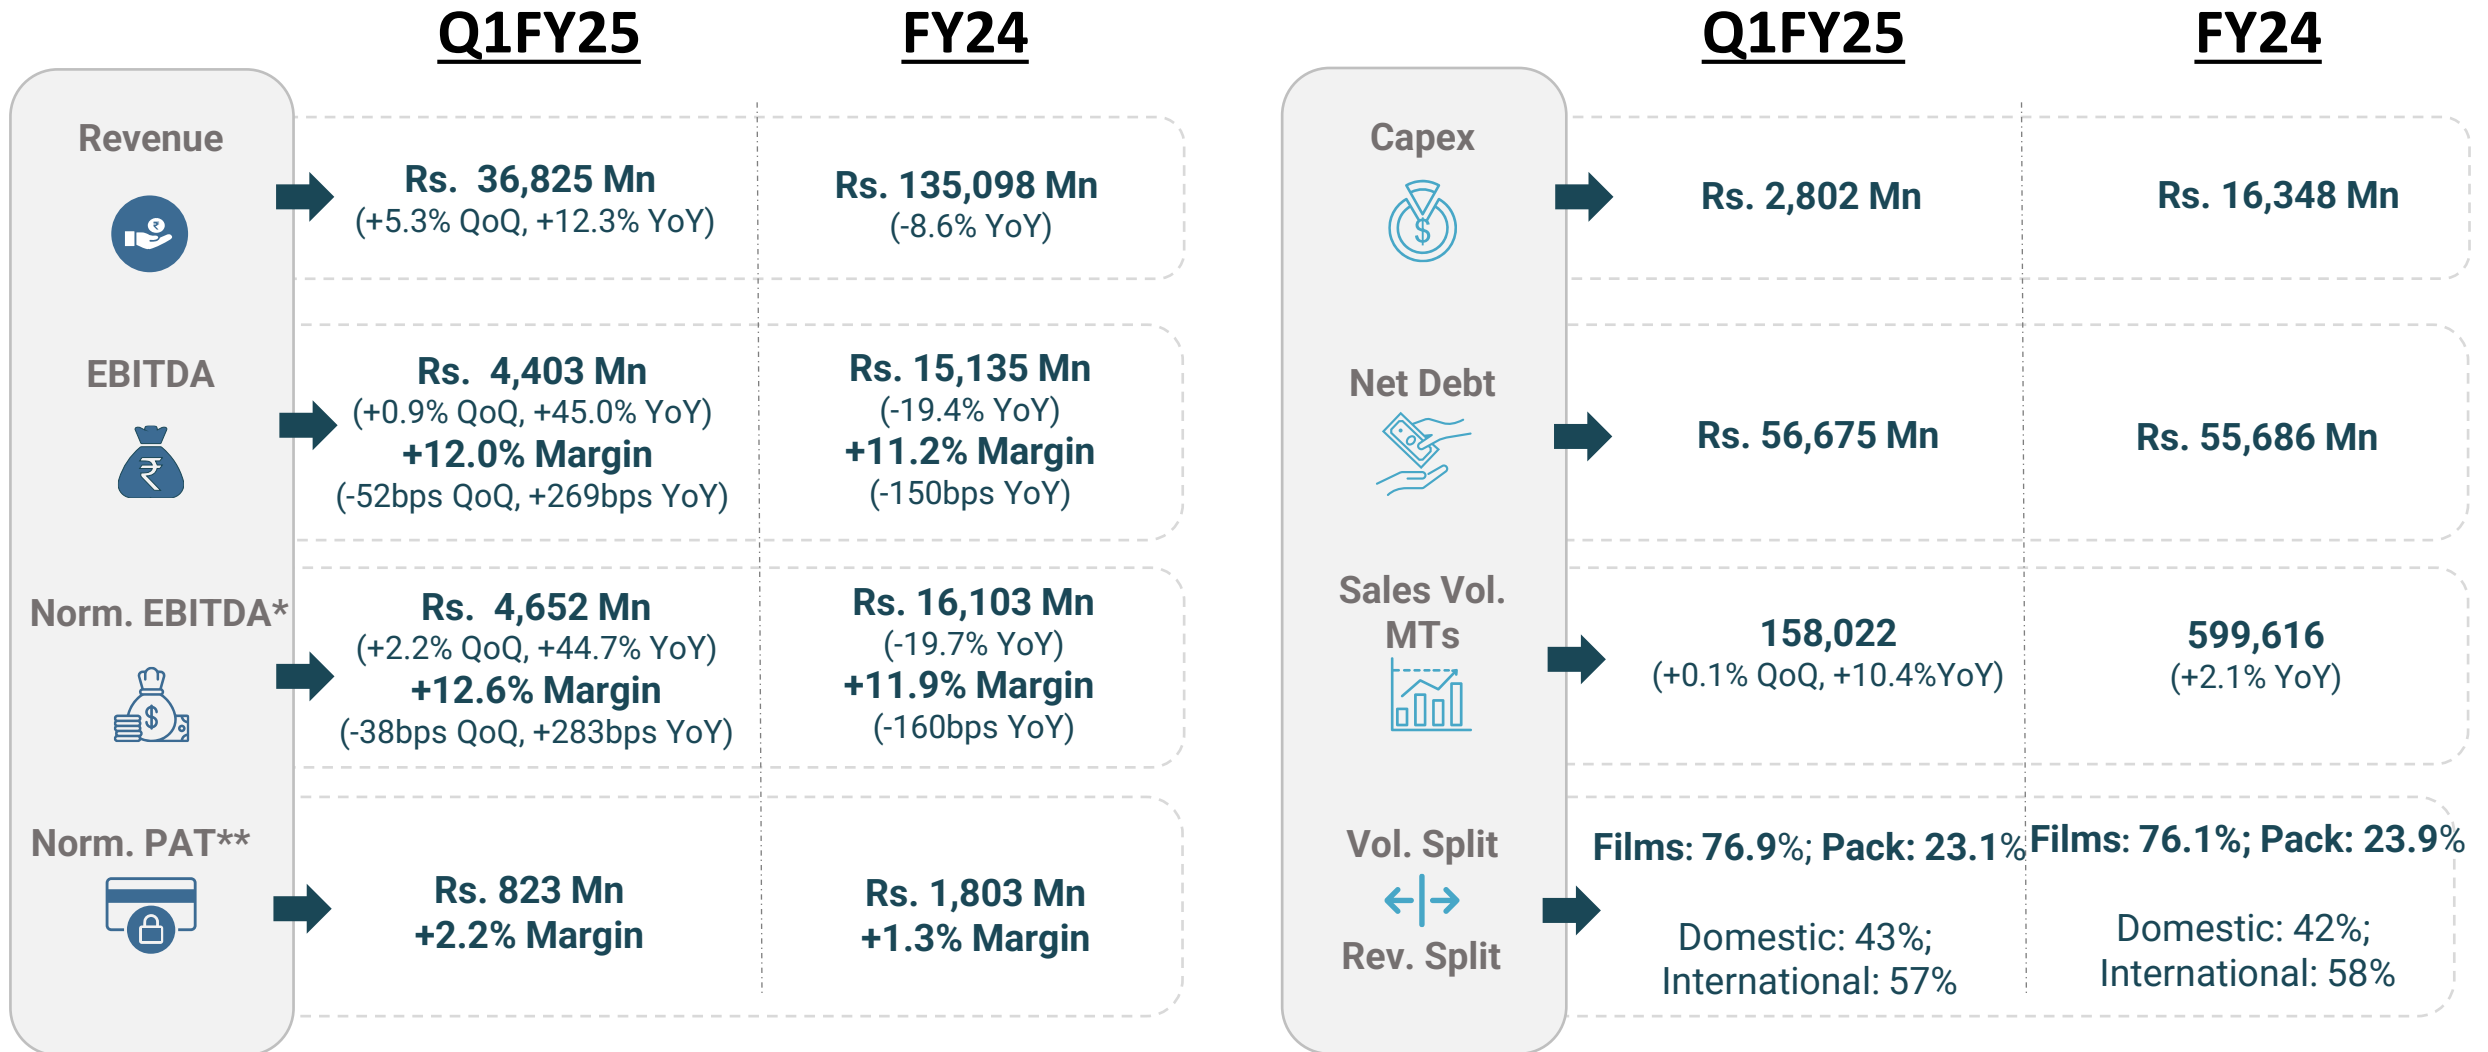 Q1FY25
FY24
Revenue
Rs. 36,825 Mn
(+5.3% QoQ, +12.3% YoY)
Rs. 135,098 Mn
(-8.6% YoY)
EBITDA
Rs. 4,403 Mn
(+0.9% QoQ, +45.0% YoY)
+12.0% Margin
(-52bps QoQ, +269bps YoY)
Rs. 15,135 Mn
(-19.4% YoY)
+11.2% Margin
(-150bps YoY)
Norm. EBITDA*
Rs. 4,652 Mn
(+2.2% QoQ, +44.7% YoY)
+12.6% Margin
(-38bps QoQ, +283bps YoY)
Rs. 16,103 Mn
(-19.7% YoY)
+11.9% Margin
(-160bps YoY)
Norm. PAT**
Rs. 823 Mn
+2.2% Margin
Rs. 1,803 Mn
+1.3% Margin
Q1FY25
FY24
Capex
Rs. 2,802 Mn
Rs. 16,348 Mn
Net Debt
Rs. 56,675 Mn
Rs. 55,686 Mn
Sales Vol.
MTs
158,022
(+0.1% QoQ, +10.4%YoY)
599,616
(+2.1% YoY)
Vol. Split
Films: 76.9%; Pack: 23.1%
Films: 76.1%; Pack: 23.9%
Rev. Split
Domestic: 43%;
International: 57%
Domestic: 42%;
International: 58%